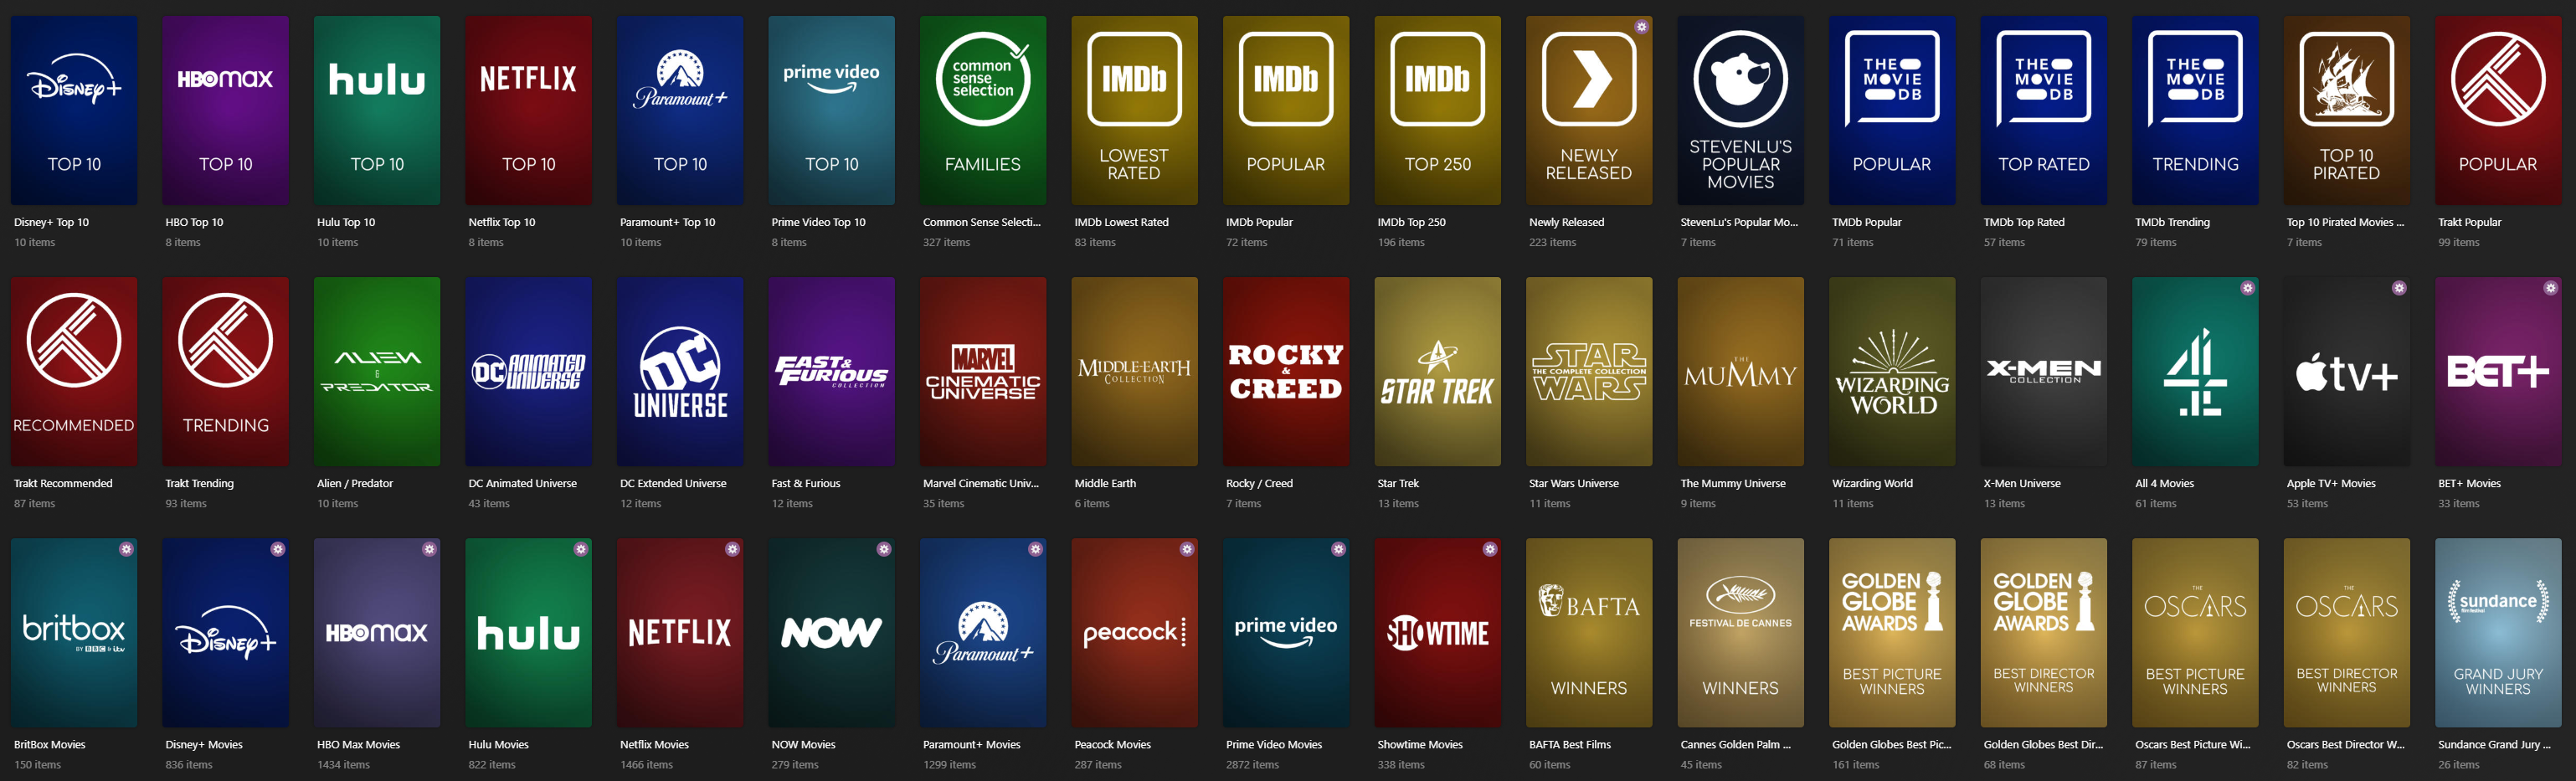 Disney+
TOP 10
Disney+ Top 10
10 items
HBOmax
TOP 10
HBO Top 10
8 items
hulu
TOP 10
Hulu Top 10
10 items
NETFLIX
TOP 10
Netflix Top 10
8 items
Paramount+
TOP 10
Paramount+ Top 10
10 items
prime video
TOP 10
Prime Video Top 10
8 items
common
sense
selection
FAMILIES
Common Sense Selecti...
327 items
IMDb
LOWEST
RATED
IMDb Lowest Rated
83 items
IMDb
POPULAR
IMDb Popular
72 items
IMDb
TOP 250
IMDb Top 250
196 items
NEWLY
RELEASED
Newly Released
223 items
STEVENLU'S
POPULAR
MOVIES
StevenLu's Popular Mo...
7 items
THE
MOVIE
DB
POPULAR
TMDb Popular
71 items
THE
MOVIE
DB
TOP RATED
TMDb Top Rated
57 items
THE
MOVIE
DB
TRENDING
TMDb Trending
79 items
TOP 10
PIRATED
Top 10 Pirated Movies ...
7 items
POPULAR
Trakt Popular
99 items
RECOMMENDED
Trakt Recommended
87 items
TRENDING
Trakt Trending
93 items
ALIEN
&
PREDATOR
Alien / Predator
10 items
DC ANIMATED
UNIVERSE
DC Animated Universe
43 items
DC
UNIVERSE
DC Extended Universe
12 items
FAST &
FURIOUS
COLLECTION
Fast & Furious
12 items
MARVEL
CINEMATIC
UNIVERSE
Marvel Cinematic Univ...
35 items
MIDDLE-EARTH
COLLECTION
Middle Earth
6 items
ROCKY
&
CREED
Rocky / Creed
7 items
STAR TREK
Star Trek
13 items
STAR
THE COMPLETE COLLECTION
WARS
Star Wars Universe
11 items
THE
MUMMY
The Mummy Universe
9 items
WIZARDING
WORLD
Wizarding World
11 items
X-MEN
COLLECTION
X-Men Universe
13 items
4
All 4 Movies
61 items
tv+
Apple TV+ Movies
53 items
BET+
BET+ Movies
33 items
britbox
BY BBC & itv
BritBox Movies
150 items
Disney+
Disney+ Movies
836 items
HBOmax
HBO Max Movies
1434 items
hulu
Hulu Movies
822 items
NETFLIX
Netflix Movies
1466 items
NOW
NOW Movies
279 items
Paramount+
Paramount+ Movies
1299 items
peacock
Peacock Movies
287 items
prime video
Prime Video Movies
2872 items
SHOWTIME
Showtime Movies
338 items
BAFTA
WINNERS
BAFTA Best Films
60 items
FESTIVAL DE CANNES
WINNERS
Cannes Golden Palm ...
45 items
GOLDEN
GLOBE
AWARDS
BEST PICTURE
WINNERS
Golden Globes Best Pic...
161 items
GOLDEN
GLOBE
AWARDS
BEST DIRECTOR
WINNERS
Golden Globes Best Dir...
68 items
THE
OSCARS
BEST PICTURE
WINNERS
Oscars Best Picture Wi...
87 items
THE
OSCARS
BEST DIRECTOR
WINNERS
Oscars Best Director W...
82 items
sundance
film festival
GRAND JURY
WINNERS
Sundance Grand Jury ...
26 items